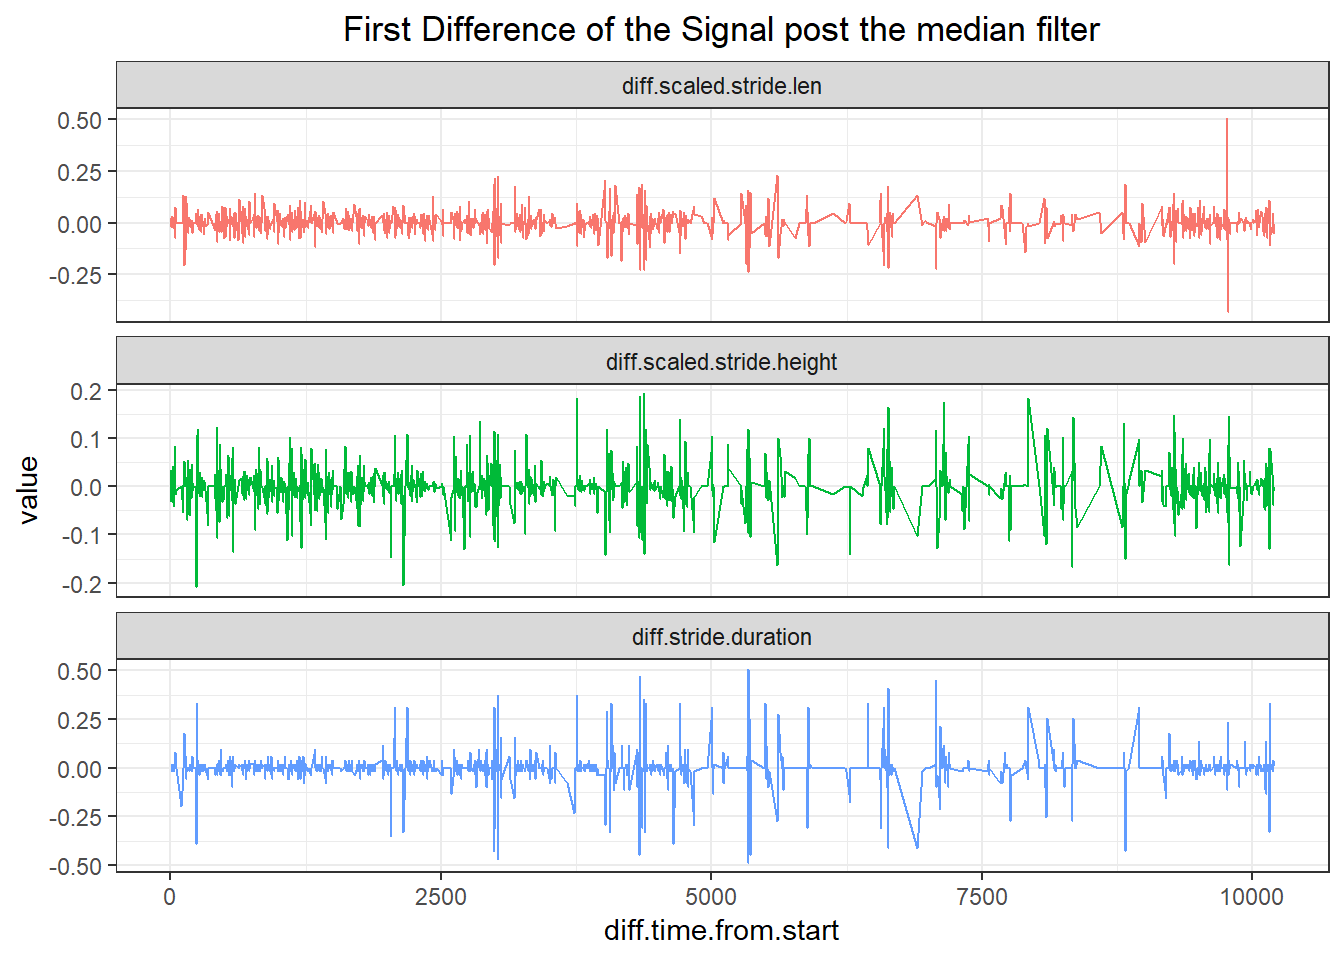 First Difference of the Signal post the median filter
diff.scaled.stride.len
0.50
0.25
0.00
-0.25
diff.scaled.stride.height
0.2
0.1
0.0
-0.1
-0.2
value
diff.stride.duration
0.50
0.25
0.00
-0.25
-0.50
0 2500 5000 7500 10000
diff.time.from.start